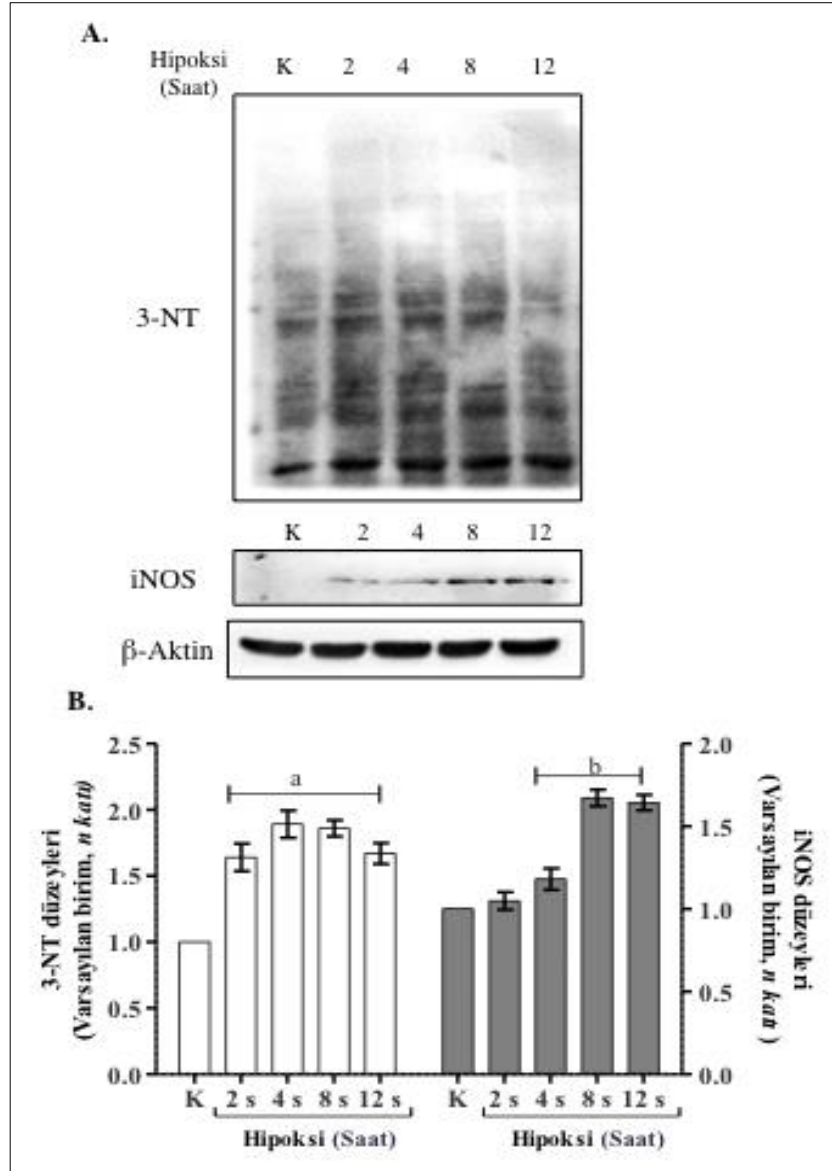 A.
Hipoksi
(Saat)
K 2 4 8 12
3-NT
K 2 4 8 12
iNOS
β-Aktin
B.
3-NT düzeyleri
(Varsayılan birim, n katı)
2.5
2.0
1.5
1.0
0.5
0.0
a
b
2.0
1.5
1.0
0.5
0.0
iNOS düzeyleri
(Varsayılan birim, n katı )
K 2 s 4 s 8 s 12 s
K 2 s 4 s 8 s 12 s
Hipoksi (Saat)
Hipoksi (Saat)